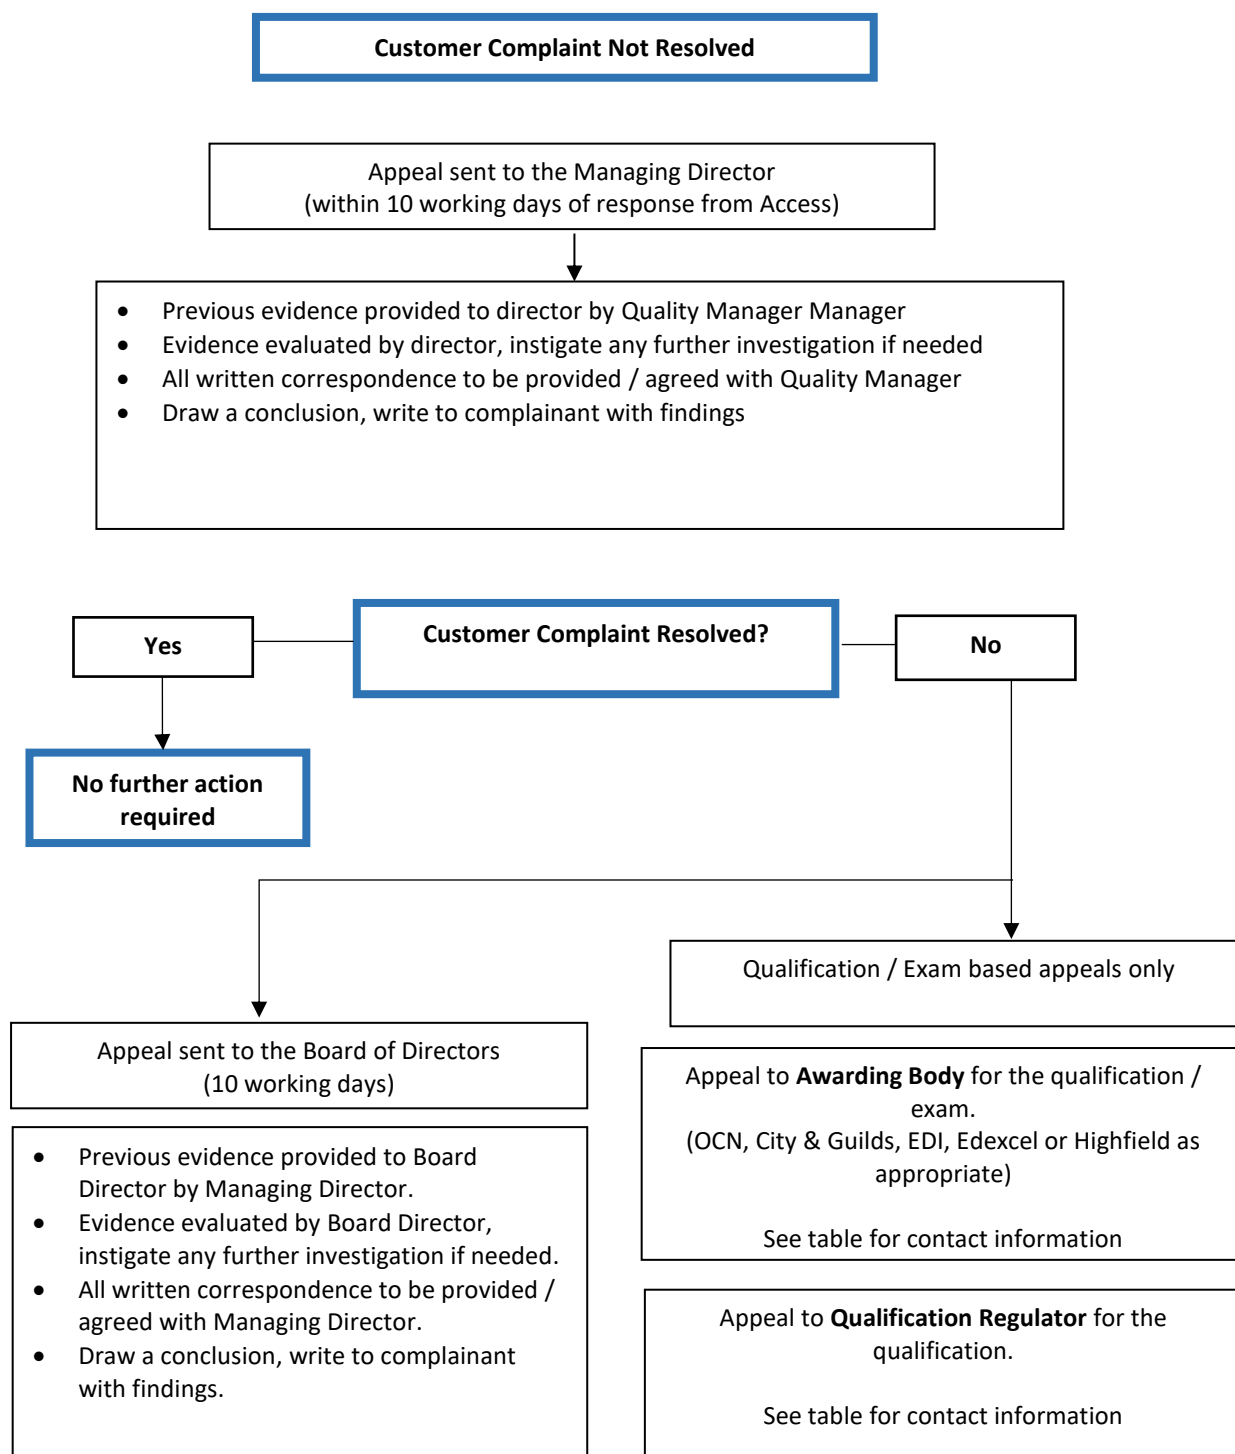 Customer Complaint Not Resolved
Appeal sent to the Managing Director
(within 10 working days of response from Access)
• Previous evidence provided to director by Quality Manager Manager
• Evidence evaluated by director, instigate any further investigation if needed
• All written correspondence to be provided / agreed with Quality Manager
• Draw a conclusion, write to complainant with findings
Customer Complaint Resolved?
Yes
No
No further action
required
Qualification / Exam based appeals only
Appeal sent to the Board of Directors
(10 working days)
Appeal to Awarding Body for the qualification /
exam.
(OCN, City & Guilds, EDI, Edexcel or Highfield as
appropriate)
See table for contact information
• Previous evidence provided to Board
Director by Managing Director.
• Evidence evaluated by Board Director,
instigate any further investigation if needed.
• All written correspondence to be provided /
agreed with Managing Director.
• Draw a conclusion, write to complainant
with findings.
Appeal to Qualification Regulator for the
qualification.
See table for contact information